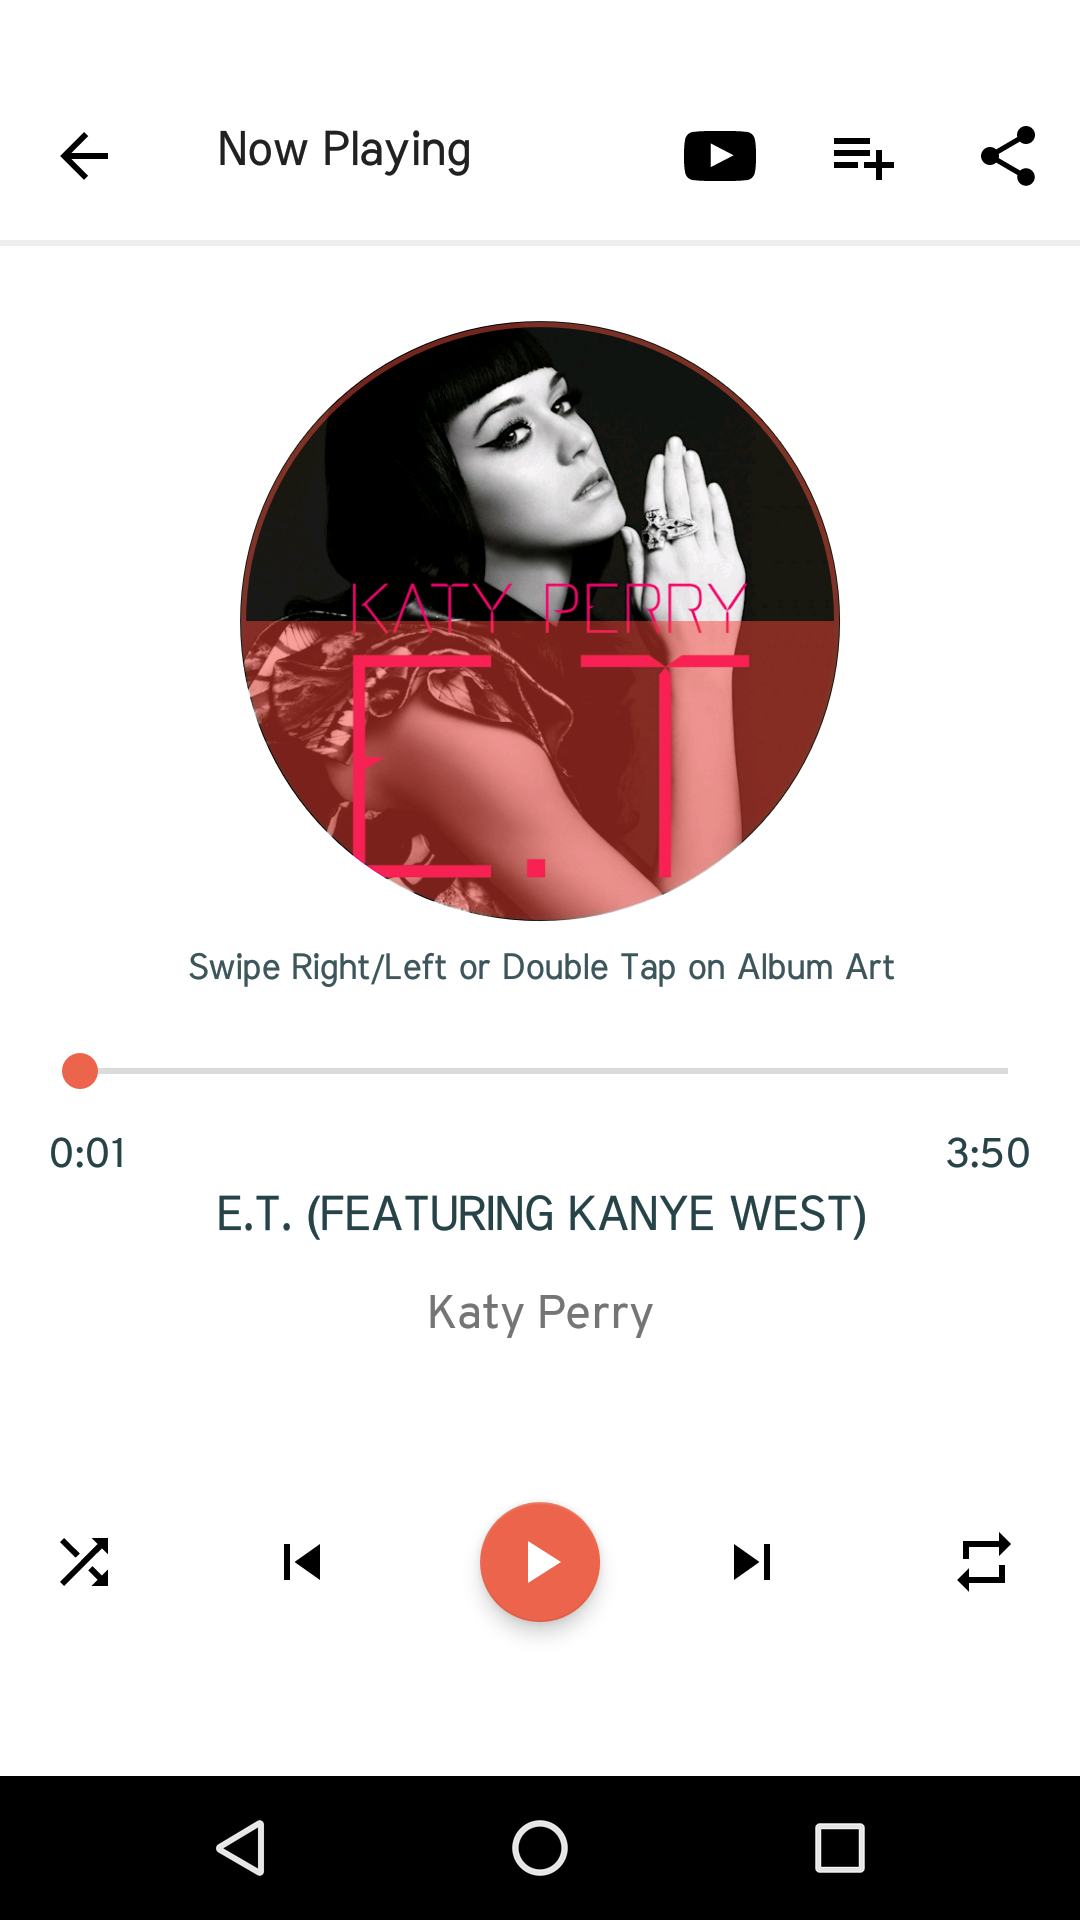 Now Playing
KATY PERRY
E.T
Swipe Right/Left or Double Tap on Album Art
0:01
3:50
E.T. (FEATURING KANYE WEST)
Katy Perry